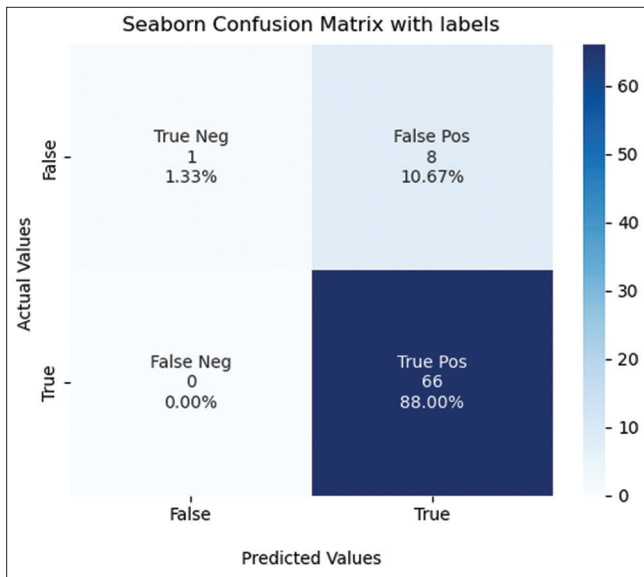 Seaborn Confusion Matrix with labels
True Neg
1
1.33%
False Pos
8
10.67%
False Neg
0
0.00%
True Pos
66
88.00%
False
True
Actual Values
False
True
Predicted Values
60
50
40
30
20
10
0